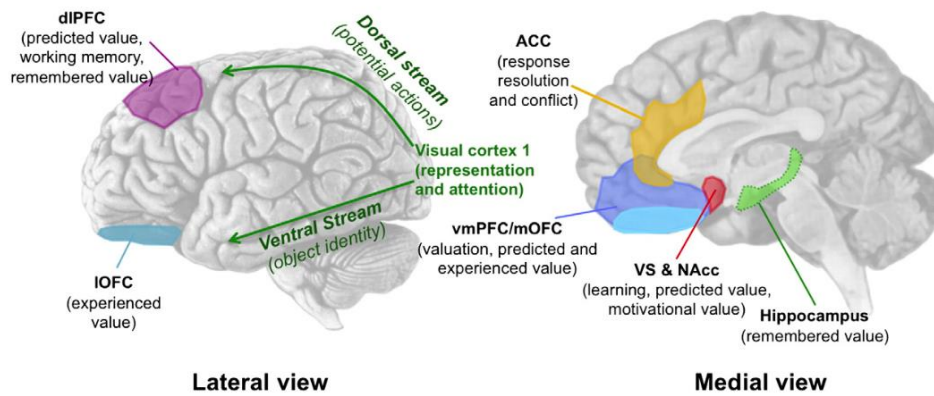 dlPFC
(predicted value,
working memory,
remembered value)
Dorsal stream
(potential actions)
Visual cortex 1
(representation
and attention)
Ventral Stream
(object identity)
lOFC
(experienced
value)
Lateral view
ACC
(response
resolution
and conflict)
vmPFC/mOFC
(valuation, predicted and
experienced value)
VS & NAcc
(learning, predicted value,
motivational value)
Hippocampus
(remembered value)
Medial view